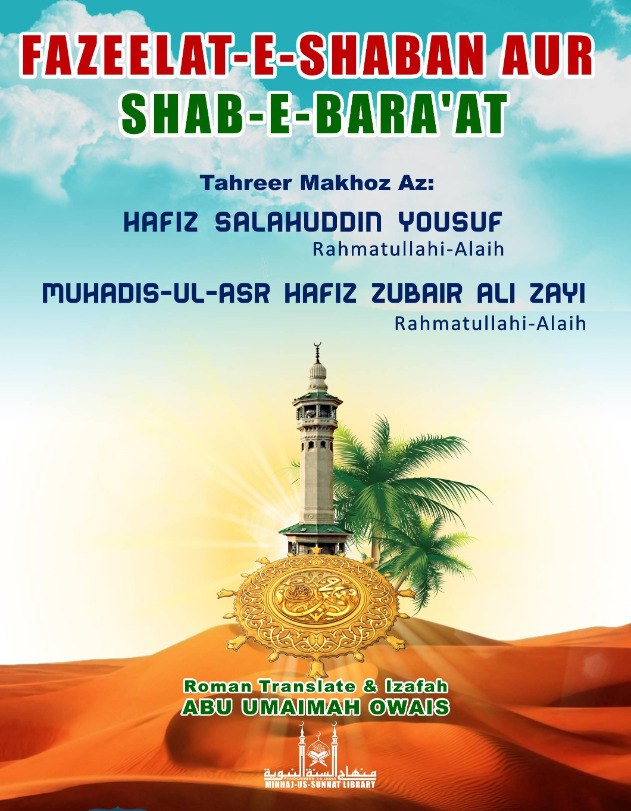 FAZEELAT-E-SHABAN AUR
SHAB-E-BARA'AT
Tahreer Makhoz Az:
HAFIZ SALAHUDDIN YOUSUF
Rahmatullahi-Alaih
MUHADIS-UL-ASR HAFIZ ZUBAIR ALI ZAYI
Rahmatullahi-Alaih
Roman Translate & Izafah
ABU UMAIMAH OWAIS
منهاج السنة النبوية
MINHAJ-US-SUNNAT LIBRARY